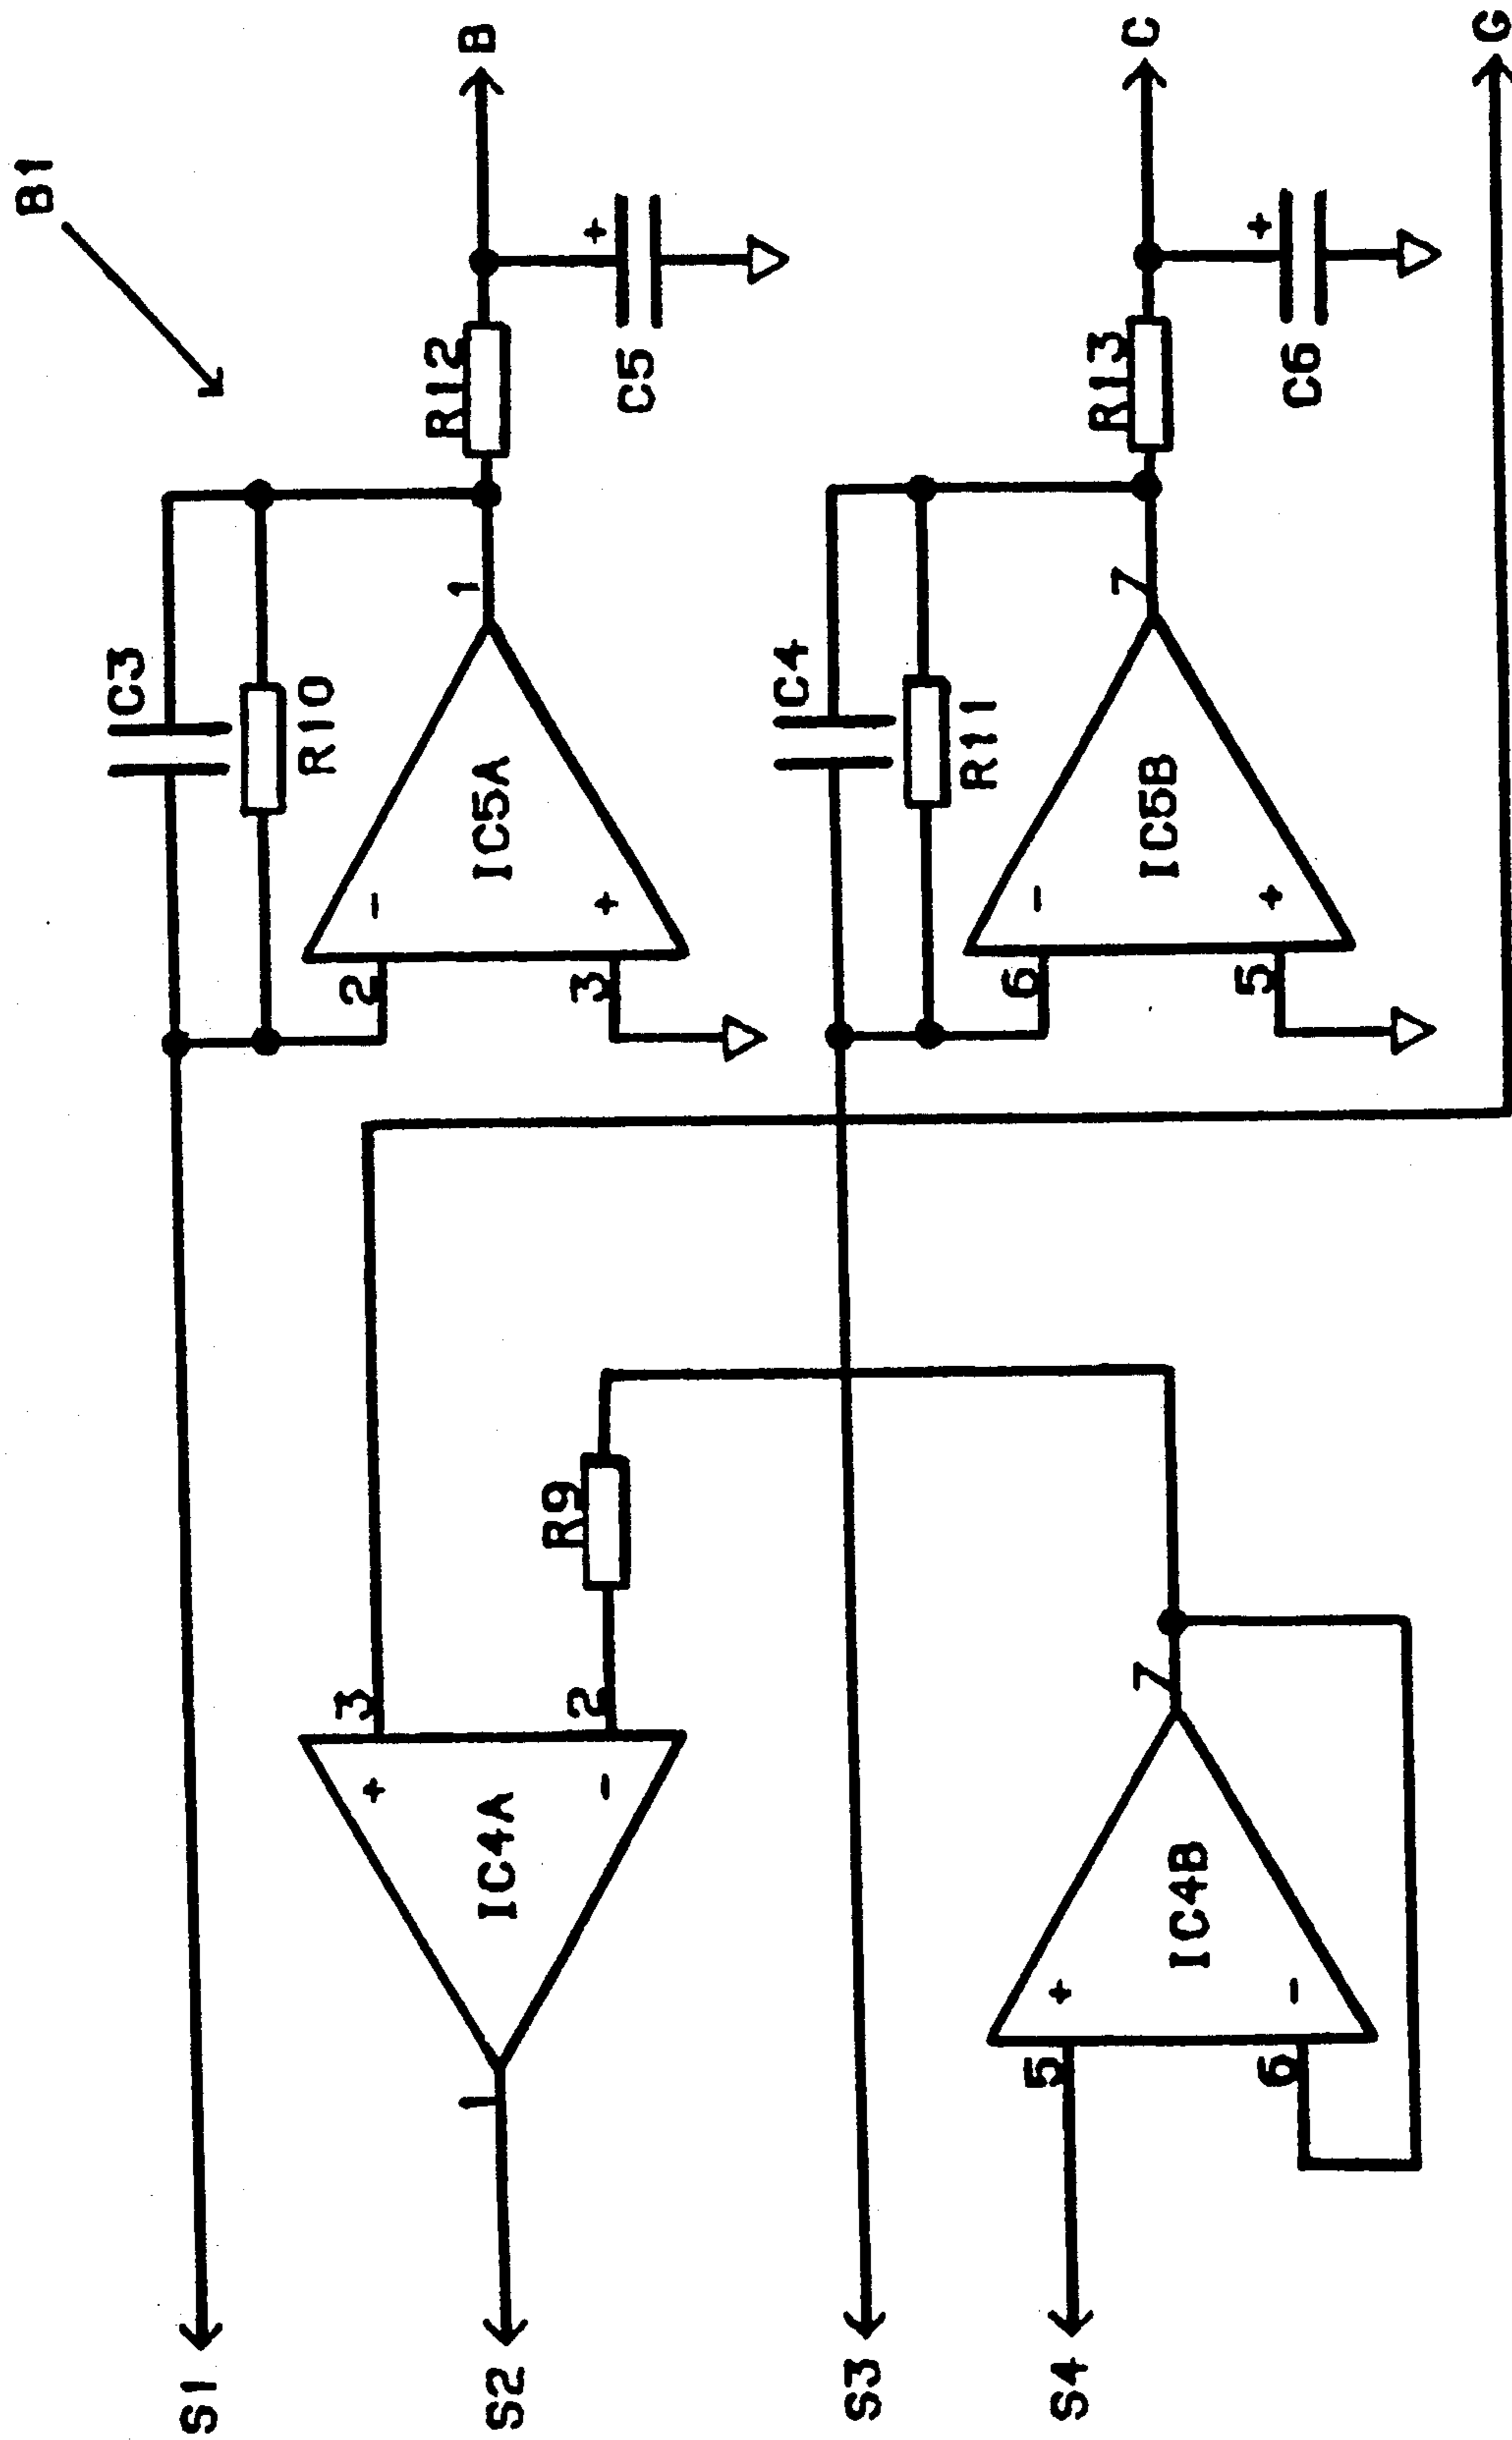 B1
C3
R10
2
-
IC5A
3
+
1
R12
B
+
C5
S1
3
+
IC4A
1
S2
2
-
R9
C4
R11
6
-
IC5B
5
+
7
R13
C
+
C6
S3
5
+
IC4B
7
6
-
S4
G